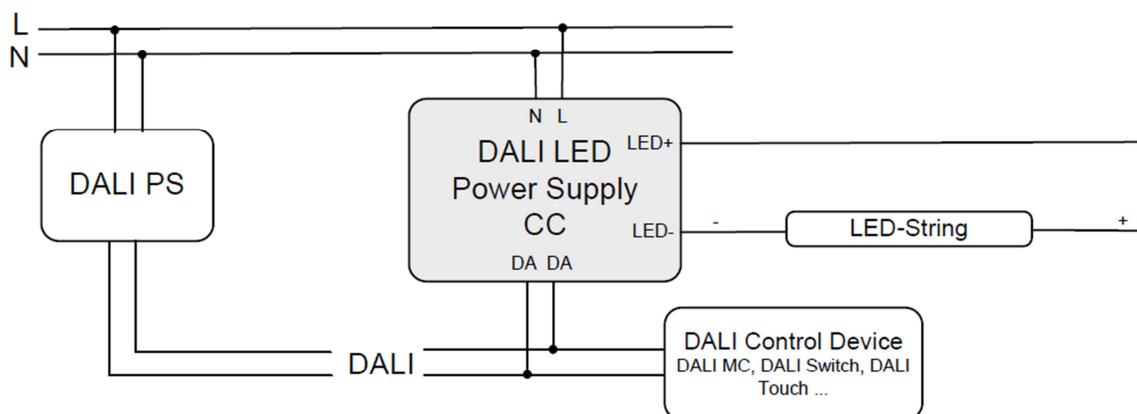 L
N
N L
DALI PS
DALI LED
Power Supply
CC
LED+
LED-
DA DA
-
LED-String
+
DALI
DALI Control Device
DALI MC, DALI Switch, DALI
Touch ...